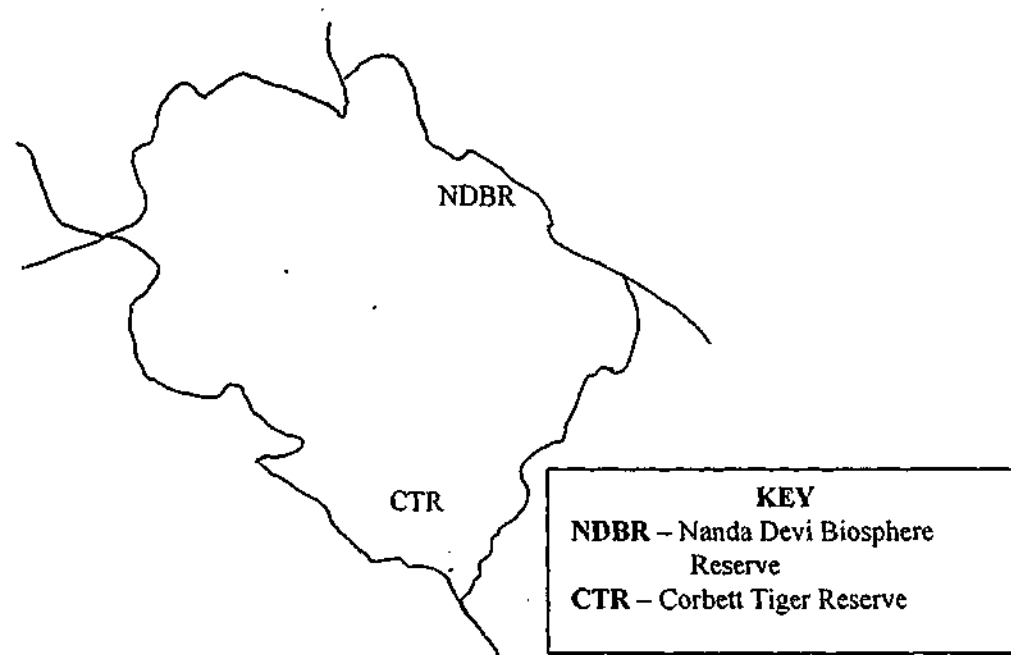 NDBR
CTR
KEY
NDBR – Nanda Devi Biosphere
Reserve
CTR – Corbett Tiger Reserve